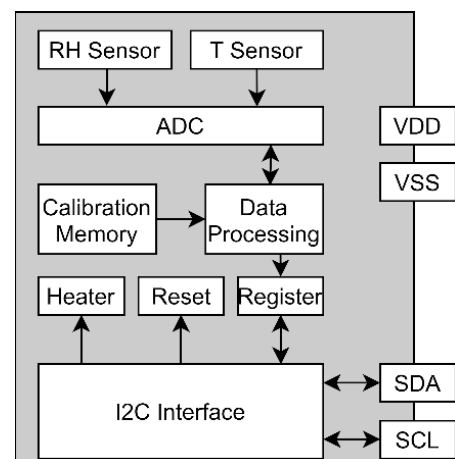 RH Sensor
T Sensor
ADC
VDD
VSS
Calibration
Memory
Data
Processing
Heater
Reset
Register
I2C Interface
SDA
SCL